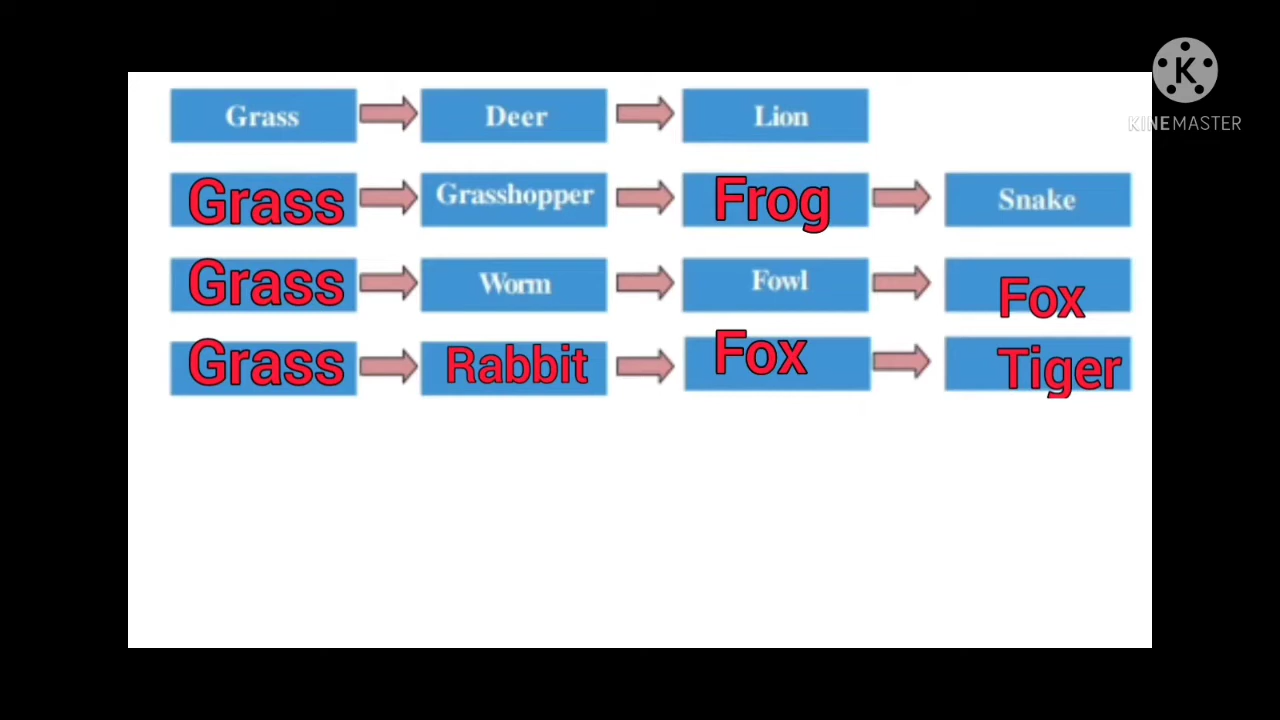 K
KINEMASTER
Grass Deer Lion
Grass Grasshopper Frog Snake
Grass Worm Fowl Fox
Grass Rabbit Fox Tiger